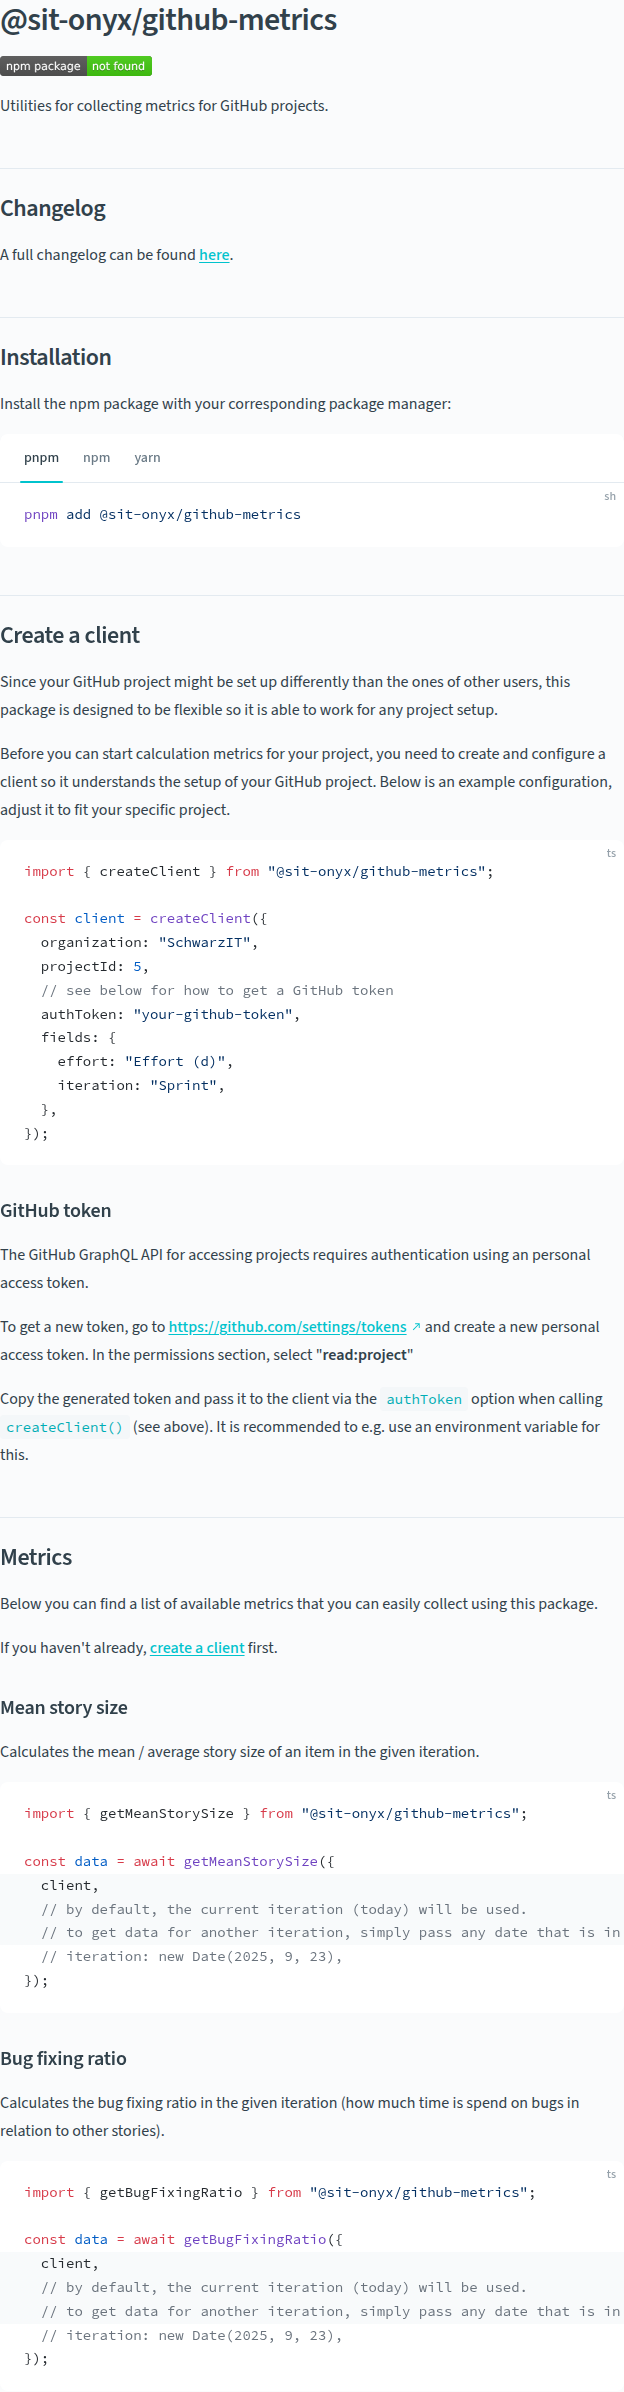 @sit-onyx/github-metrics
npm package not found
Utilities for collecting metrics for GitHub projects.
Changelog
A full changelog can be found here.
Installation
Install the npm package with your corresponding package manager:
pnpm npm yarn
sh
pnpm add @sit-onyx/github-metrics
Create a client
Since your GitHub project might be set up differently than the ones of other users, this
package is designed to be flexible so it is able to work for any project setup.
Before you can start calculation metrics for your project, you need to create and configure a
client so it understands the setup of your GitHub project. Below is an example configuration,
adjust it to fit your specific project.
ts
import { createClient } from "@sit-onyx/github-metrics";
const client = createClient({
  organization: "SchwarzIT",
  projectId: 5,
  // see below for how to get a GitHub token
  authToken: "your-github-token",
  fields: {
    effort: "Effort (d)",
    iteration: "Sprint",
  },
});
GitHub token
The GitHub GraphQL API for accessing projects requires authentication using an personal
access token.
To get a new token, go to https://github.com/settings/tokens ↗ and create a new personal
access token. In the permissions section, select "read:project"
Copy the generated token and pass it to the client via the authToken option when calling
createClient() (see above). It is recommended to e.g. use an environment variable for
this.
Metrics
Below you can find a list of available metrics that you can easily collect using this package.
If you haven't already, create a client first.
Mean story size
Calculates the mean / average story size of an item in the given iteration.
ts
import { getMeanStorySize } from "@sit-onyx/github-metrics";
const data = await getMeanStorySize({
  client,
  // by default, the current iteration (today) will be used.
  // to get data for another iteration, simply pass any date that is in
  // iteration: new Date(2025, 9, 23),
});
Bug fixing ratio
Calculates the bug fixing ratio in the given iteration (how much time is spend on bugs in
relation to other stories).
ts
import { getBugFixingRatio } from "@sit-onyx/github-metrics";
const data = await getBugFixingRatio({
  client,
  // by default, the current iteration (today) will be used.
  // to get data for another iteration, simply pass any date that is in
  // iteration: new Date(2025, 9, 23),
});